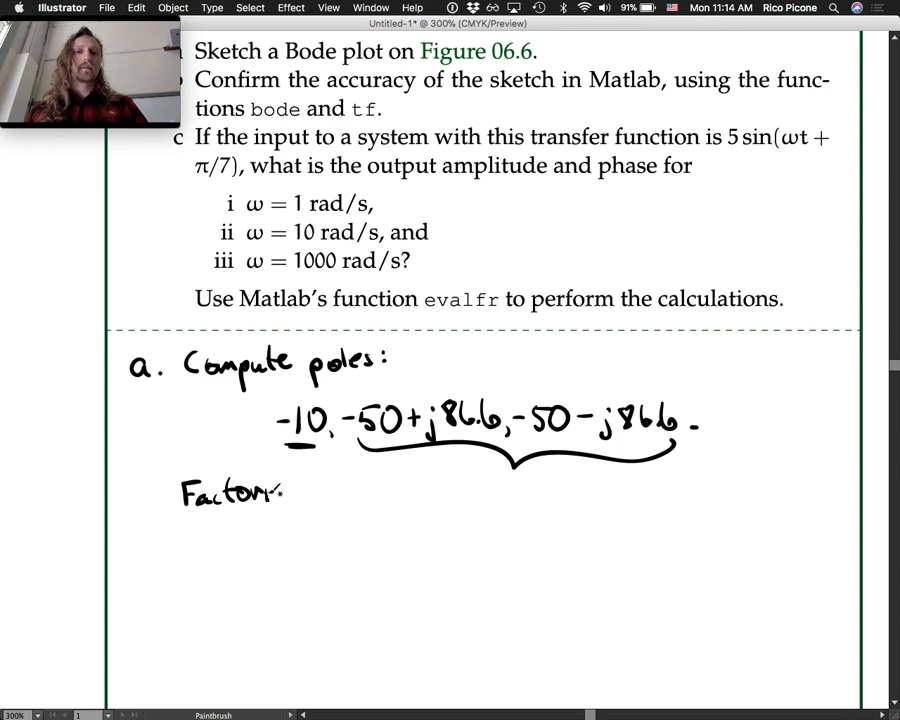 Illustrator File Edit Object Type Select Effect View Window Help 91% Mon 11:14 AM Rico Picone
Untitled-1* @ 300% (CMYK/Preview)
Sketch a Bode plot on Figure 06.6.
Confirm the accuracy of the sketch in Matlab, using the func-
tions bode and tf.
c If the input to a system with this transfer function is 5 sin(ωt +
π/7), what is the output amplitude and phase for
i ω = 1 rad/s,
ii ω = 10 rad/s, and
iii ω = 1000 rad/s?
Use Matlab's function evalfr to perform the calculations.
a. Compute poles:
-10, -50+j86.6, -50-j86.6.
Factori
300% 1 Paintbrush